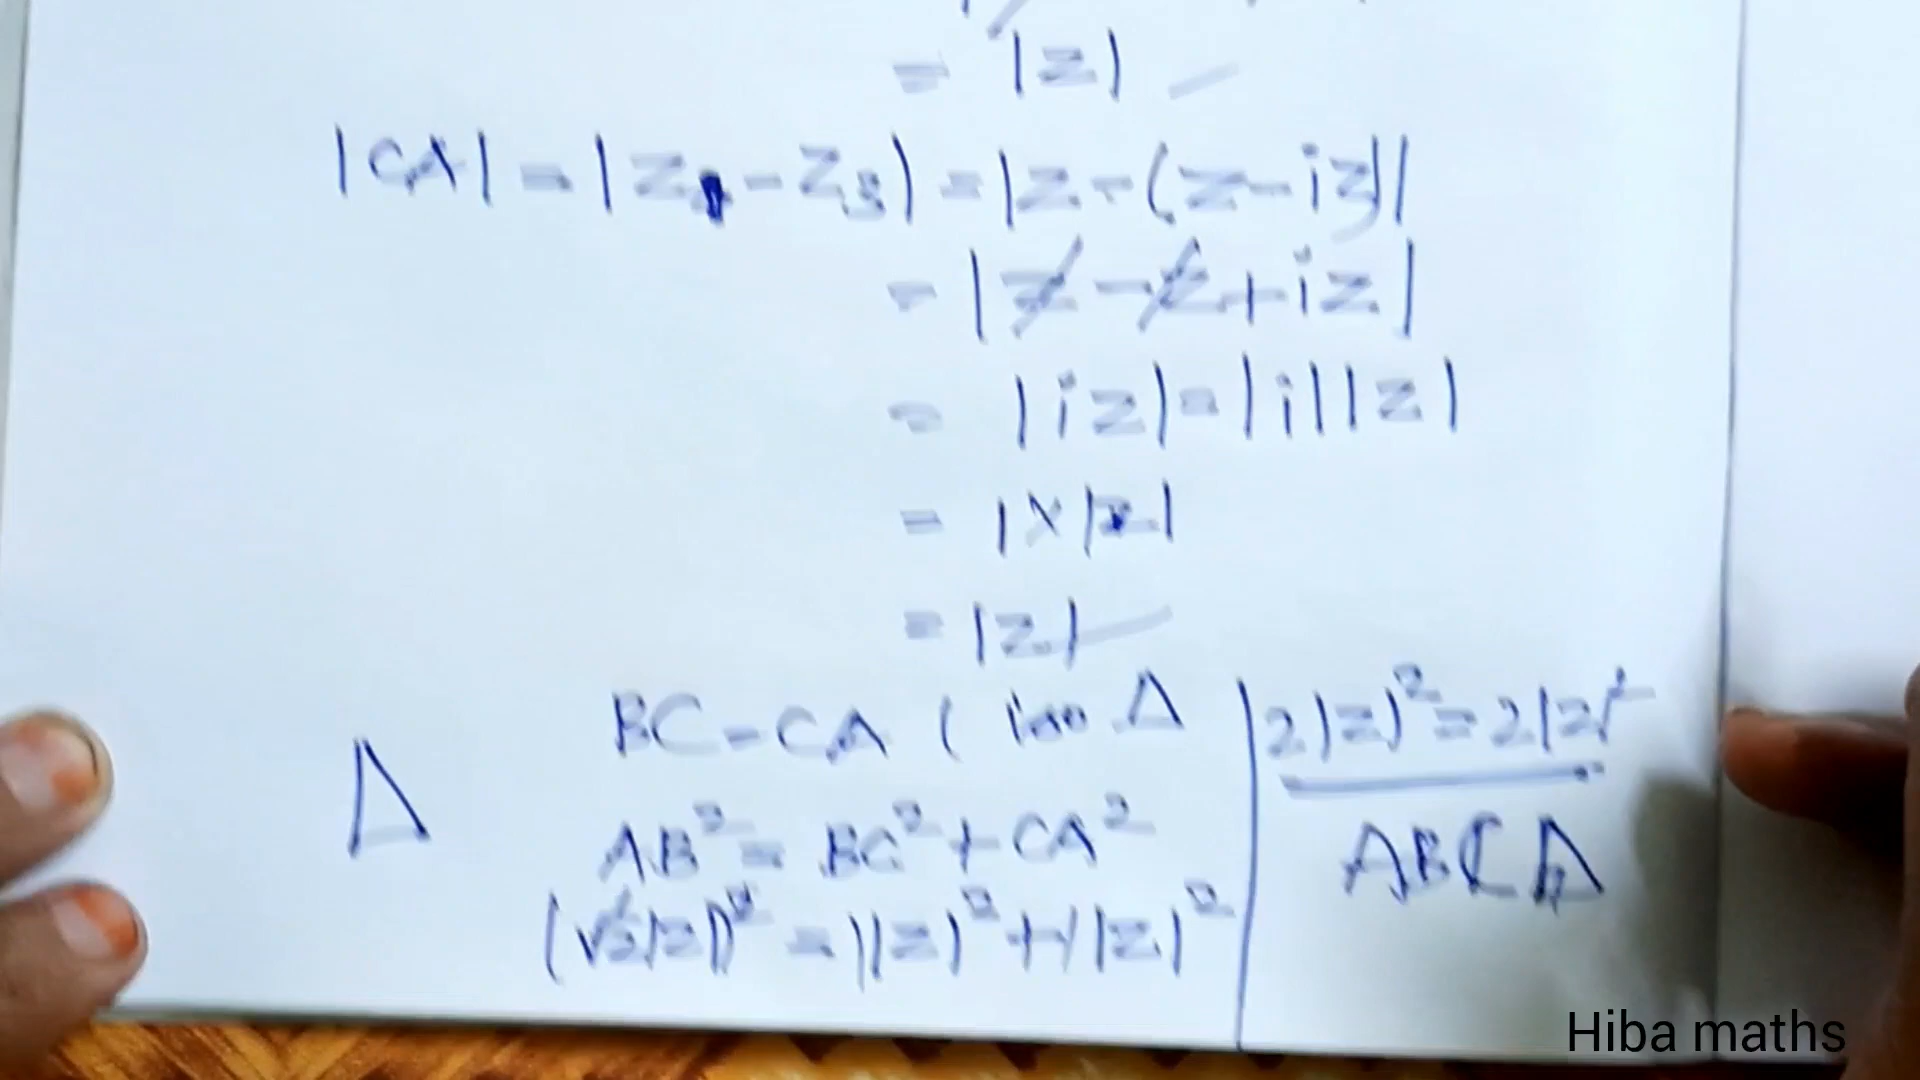 = |z|
|CA| = |z₁ - z₃| = |z - (z - iz)|
= |z - z + iz|
= |iz| = |i||z|
= 1 × |z|
= |z|
BC = CA ( iso Δ
AB² = BC² + CA²
(√2|z|)² = |z|² + |z|²
2|z|² = 2|z|²
ABC Δ
Δ
Hiba maths